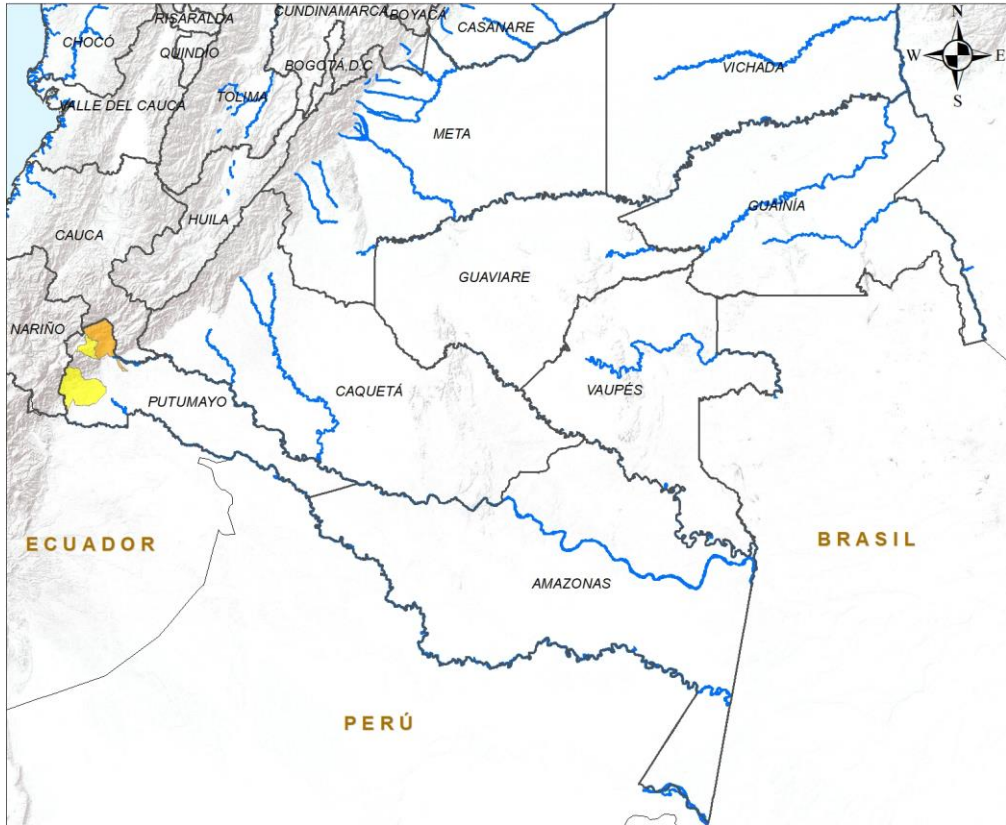 CUNDINAMARCA
BOYACÁ
RISARALDA
CASANARE
CHOCÓ
QUINDÍO
BOGOTÁ D.C
VICHADA
VALLE DEL CAUCA
TOLIMA
META
N
W E
S
HUILA
GUAINÍA
CAUCA
GUAVIARE
NARIÑO
CAQUETÁ
VAUPÉS
PUTUMAYO
ECUADOR
BRASIL
AMAZONAS
PERÚ